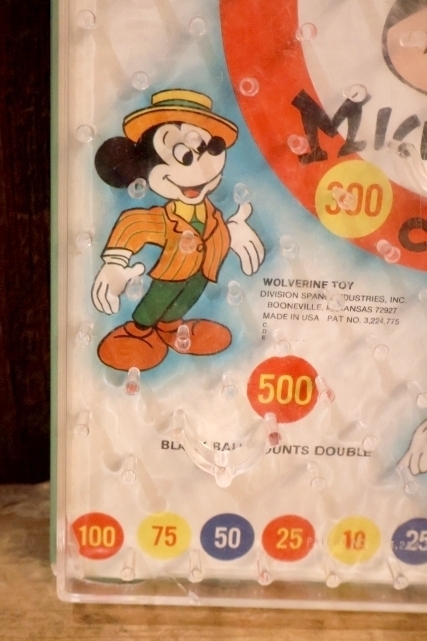 MICK
300
C
WOLVERINE TOY
DIVISION INDUSTRIES, INC.
BOONEVILLE, 72927
MADE IN USA PAT NO. 3,224,775
500
BALL COUNTS DOUBLE
100 75 50 25 10 25